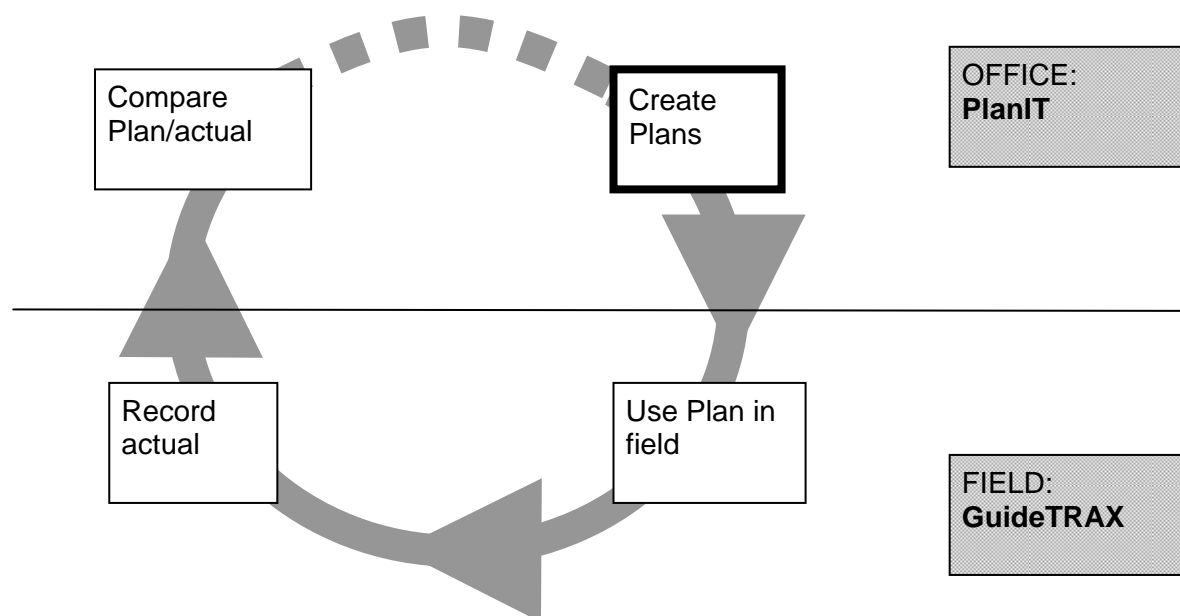 Compare
Plan/actual
Create
Plans
OFFICE:
PlanIT
Record
actual
Use Plan in
field
FIELD:
GuideTRAX